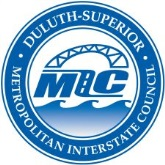 DULUTH-SUPERIOR
MIC
METROPOLITAN INTERSTATE COUNCIL